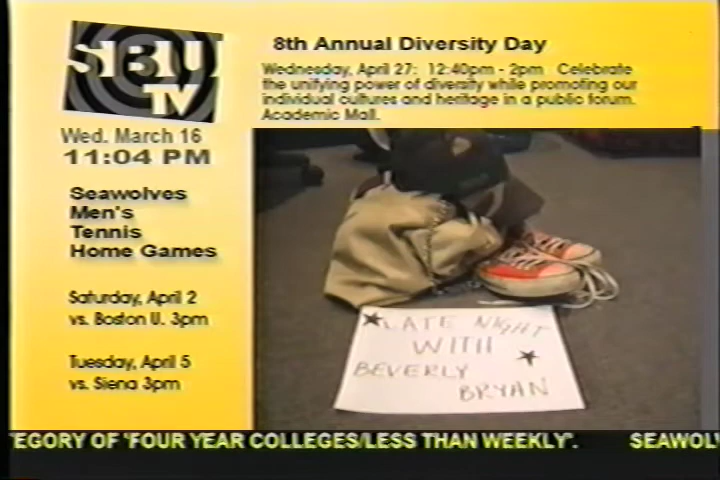 SBU
TV
Wed. March 16
11:04 PM
Seawolves
Men's
Tennis
Home Games
Saturday, April 2
vs. Boston U. 3pm
Tuesday, April 5
vs. Siena 3pm
8th Annual Diversity Day
Wednesday, April 27: 12:40pm - 2pm Celebrate
the unifying power of diversity while promoting our
individual cultures and heritage in a public forum.
Academic Mall.
LATE NIGHT
WITH
BEVERLY
BRYAN
EGORY OF 'FOUR YEAR COLLEGES/LESS THAN WEEKLY'. SEAWOLV